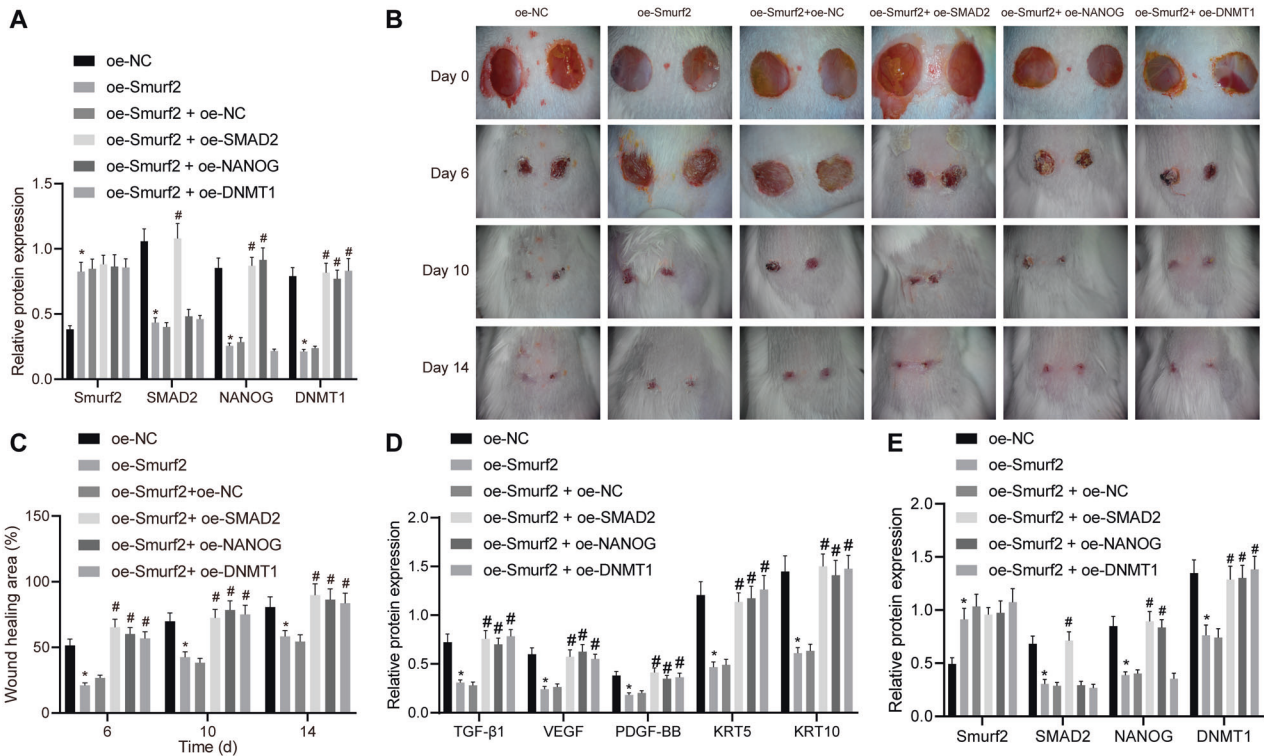 A
oe-NC
oe-Smurf2
oe-Smurf2 + oe-NC
oe-Smurf2 + oe-SMAD2
oe-Smurf2 + oe-NANOG
oe-Smurf2 + oe-DNMT1
Relative protein expression
1.5
1.0
0.5
0.0
* * * *
# # # # # #
Smurf2 SMAD2 NANOG DNMT1
B
oe-NC oe-Smurf2 oe-Smurf2+oe-NC oe-Smurf2+ oe-SMAD2 oe-Smurf2+ oe-NANOG oe-Smurf2+ oe-DNMT1
Day 0
Day 6
Day 10
Day 14
C
oe-NC
oe-Smurf2
oe-Smurf2+oe-NC
oe-Smurf2+ oe-SMAD2
oe-Smurf2+ oe-NANOG
oe-Smurf2+ oe-DNMT1
Wound healing area (%)
150
100
50
0
* # # # * # # # * # # #
6 10 14
Time (d)
D
oe-NC
oe-Smurf2
oe-Smurf2 + oe-NC
oe-Smurf2 + oe-SMAD2
oe-Smurf2 + oe-NANOG
oe-Smurf2 + oe-DNMT1
Relative protein expression
2.0
1.5
1.0
0.5
0.0
* # # # * # # # * # # # * # # # * # # #
TGF-β1 VEGF PDGF-BB KRT5 KRT10
E
oe-NC
oe-Smurf2
oe-Smurf2 + oe-NC
oe-Smurf2 + oe-SMAD2
oe-Smurf2 + oe-NANOG
oe-Smurf2 + oe-DNMT1
Relative protein expression
2.0
1.5
1.0
0.5
0.0
* * # * # # * # # #
Smurf2 SMAD2 NANOG DNMT1